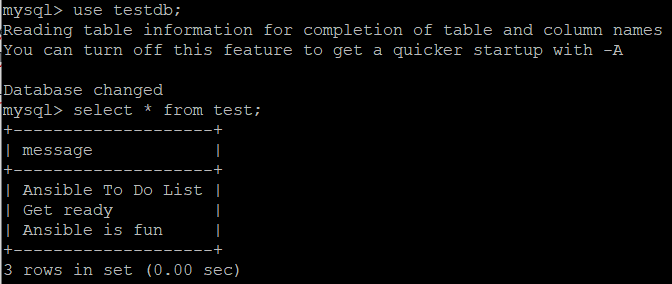 mysql> use testdb;
Reading table information for completion of table and column names
You can turn off this feature to get a quicker startup with -A

Database changed
mysql> select * from test;
+--------------------+
| message            |
+--------------------+
| Ansible To Do List |
| Get ready          |
| Ansible is fun     |
+--------------------+
3 rows in set (0.00 sec)